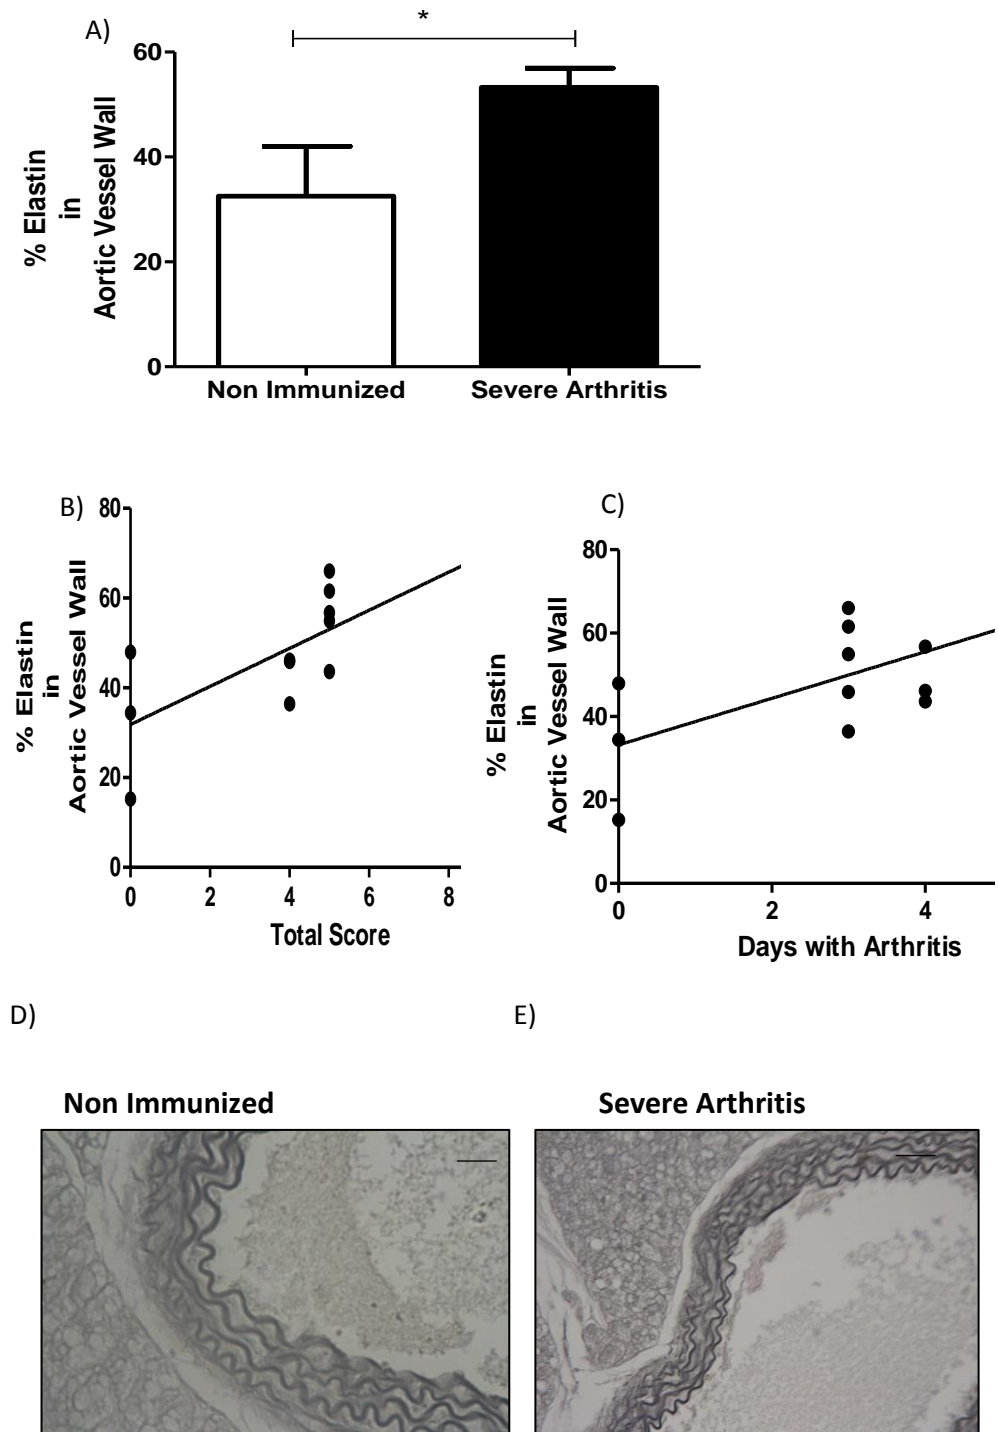 A)
*
60
40
20
0
% Elastin
in
Aortic Vessel Wall
Non Immunized
Severe Arthritis
B)
80
60
40
20
0
% Elastin
in
Aortic Vessel Wall
0 2 4 6 8
Total Score
C)
80
60
40
20
0
% Elastin
in
Aortic Vessel Wall
0 2 4
Days with Arthritis
D)
E)
Non Immunized
Severe Arthritis